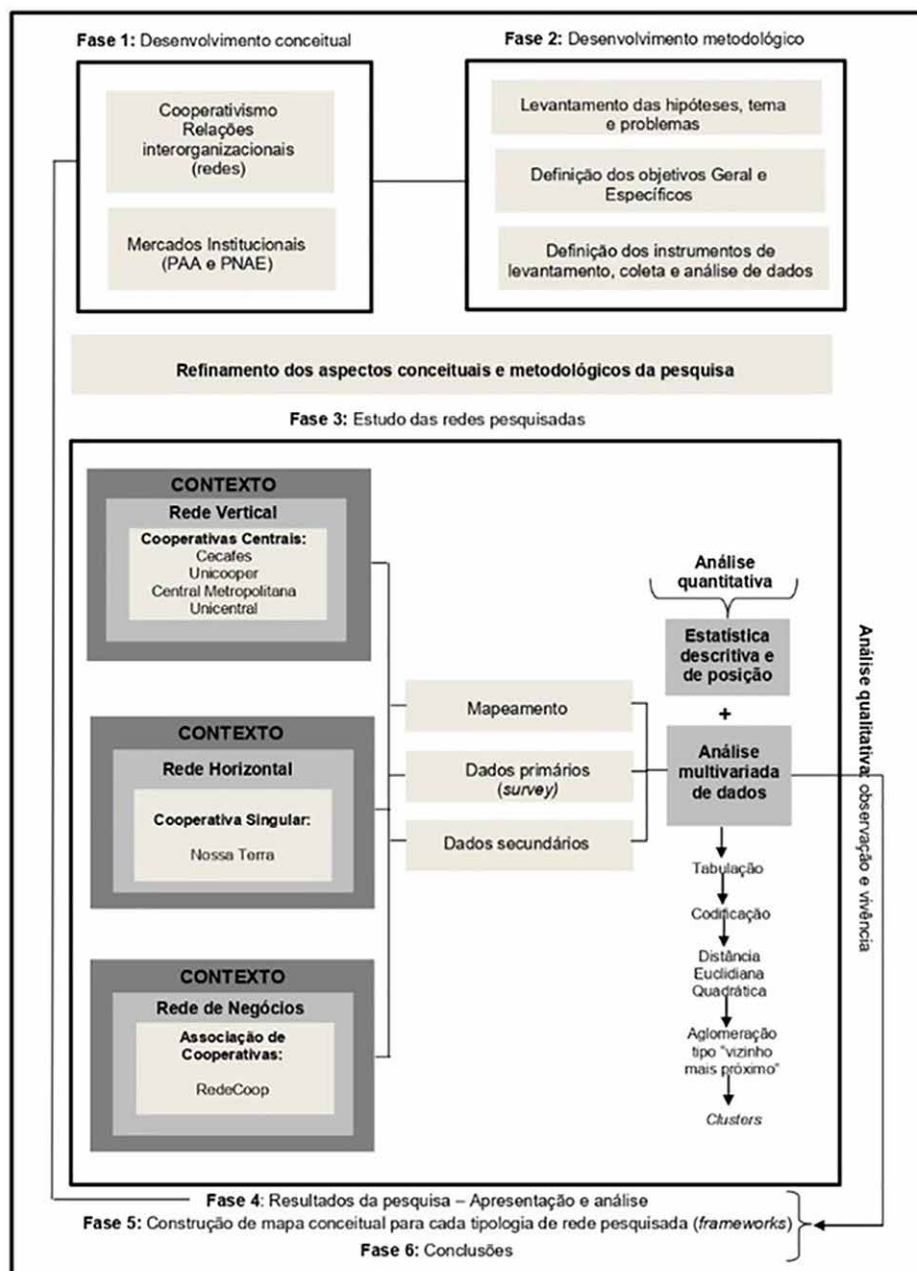 Fase 1: Desenvolvimento conceitual
Cooperativismo
Relações
interorganizacionais
(redes)
Mercados Institucionais
(PAA e PNAE)
Fase 2: Desenvolvimento metodológico
Levantamento das hipóteses, tema
e problemas
Definição dos objetivos Geral e
Específicos
Definição dos instrumentos de
levantamento, coleta e análise de dados
Refinamento dos aspectos conceituais e metodológicos da pesquisa
Fase 3: Estudo das redes pesquisadas
CONTEXTO
Rede Vertical
Cooperativas Centrais:
Cecafes
Unicooper
Central Metropolitana
Unicentral
CONTEXTO
Rede Horizontal
Cooperativa Singular:
Nossa Terra
CONTEXTO
Rede de Negócios
Associação de
Cooperativas:
RedeCoop
Mapeamento
Dados primários
(survey)
Dados secundários
Análise
quantitativa
Estatística
descritiva e
de posição
+
Análise
multivariada
de dados
Tabulação
Codificação
Distância
Euclidiana
Quadrática
Aglomeração
tipo "vizinho
mais próximo"
Clusters
Análise qualitativa: observação e vivência
Fase 4: Resultados da pesquisa – Apresentação e análise
Fase 5: Construção de mapa conceitual para cada tipologia de rede pesquisada (frameworks)
Fase 6: Conclusões